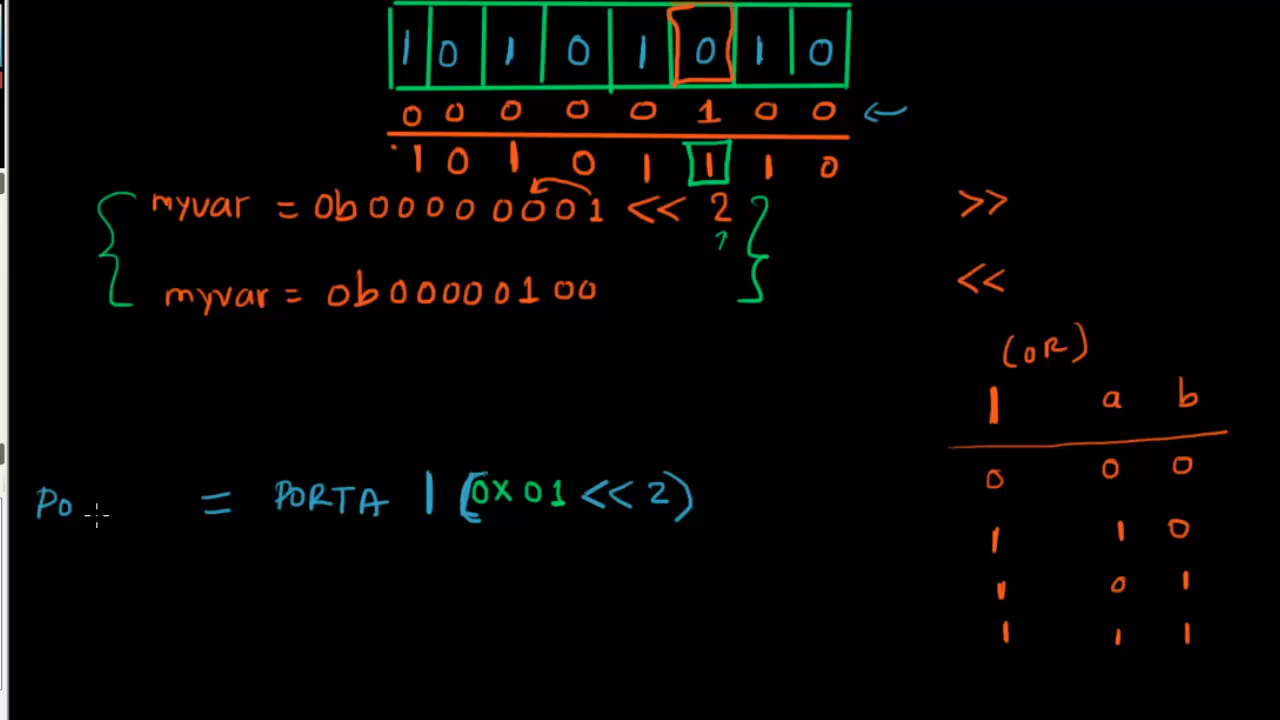 1 0 1 0 1 0 1 0
0 0 0 0 0 1 0 0 ←
1 0 1 0 1 1 1 0
myvar = 0b00000001 << 2
>>
myvar = 0b00000100
<<
(OR)
| a b
0 0 0
1 1 0
1 0 1
1 1 1
Po = PORTA | (0x01 << 2)